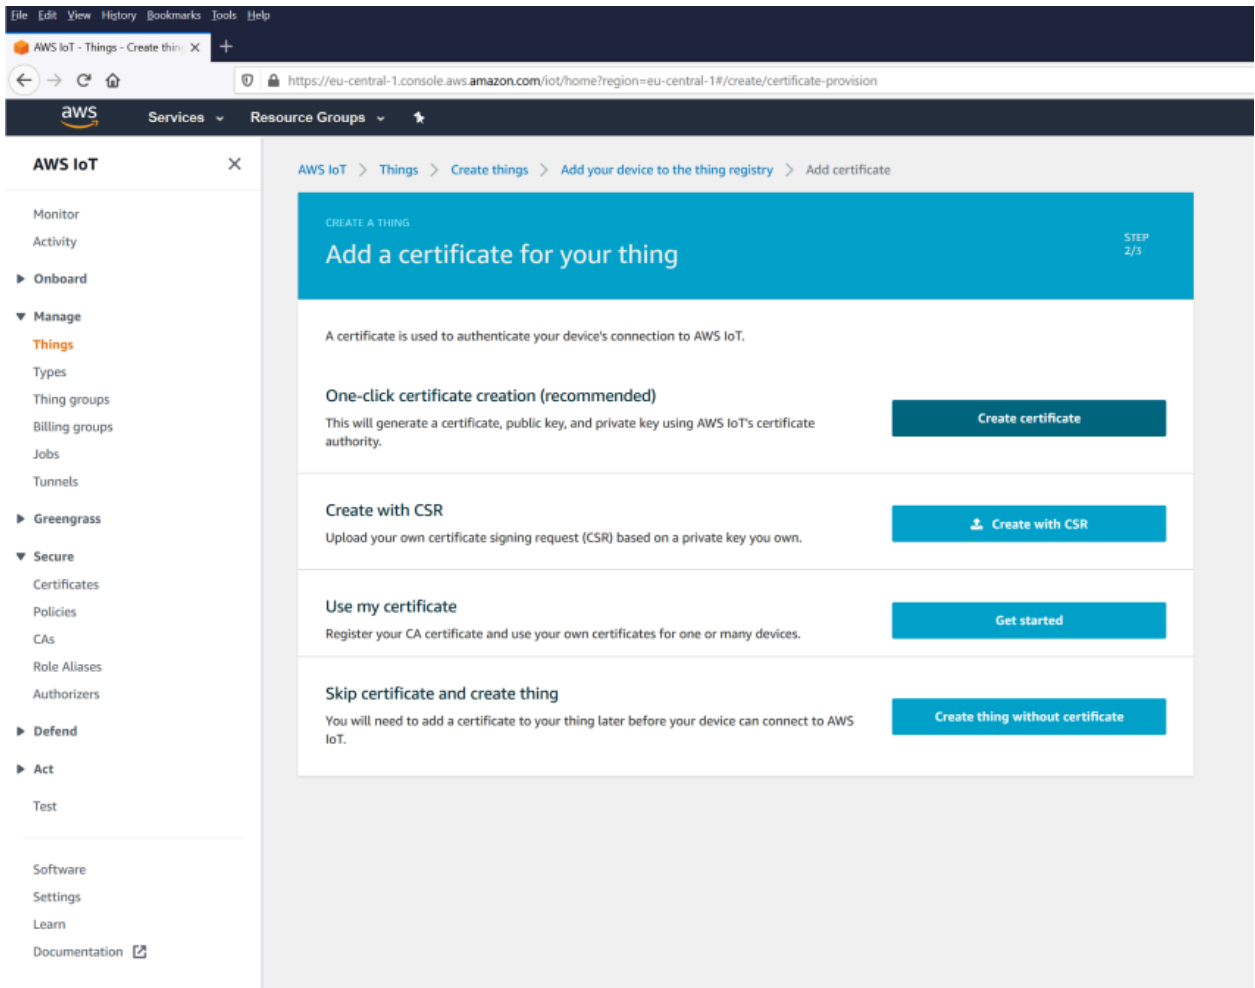 File Edit View History Bookmarks Tools Help
AWS IoT - Things - Create thing
https://eu-central-1.console.aws.amazon.com/iot/home?region=eu-central-1#/create/certificate-provision
aws Services Resource Groups
AWS IoT
Monitor
Activity
Onboard
Manage
Things
Types
Thing groups
Billing groups
Jobs
Tunnels
Greengrass
Secure
Certificates
Policies
CAs
Role Aliases
Authorizers
Defend
Act
Test
Software
Settings
Learn
Documentation
AWS IoT > Things > Create things > Add your device to the thing registry > Add certificate
CREATE A THING
Add a certificate for your thing
STEP
2/3
A certificate is used to authenticate your device's connection to AWS IoT.
One-click certificate creation (recommended)
This will generate a certificate, public key, and private key using AWS IoT's certificate
authority.
Create certificate
Create with CSR
Upload your own certificate signing request (CSR) based on a private key you own.
Create with CSR
Use my certificate
Register your CA certificate and use your own certificates for one or many devices.
Get started
Skip certificate and create thing
You will need to add a certificate to your thing later before your device can connect to AWS
IoT.
Create thing without certificate